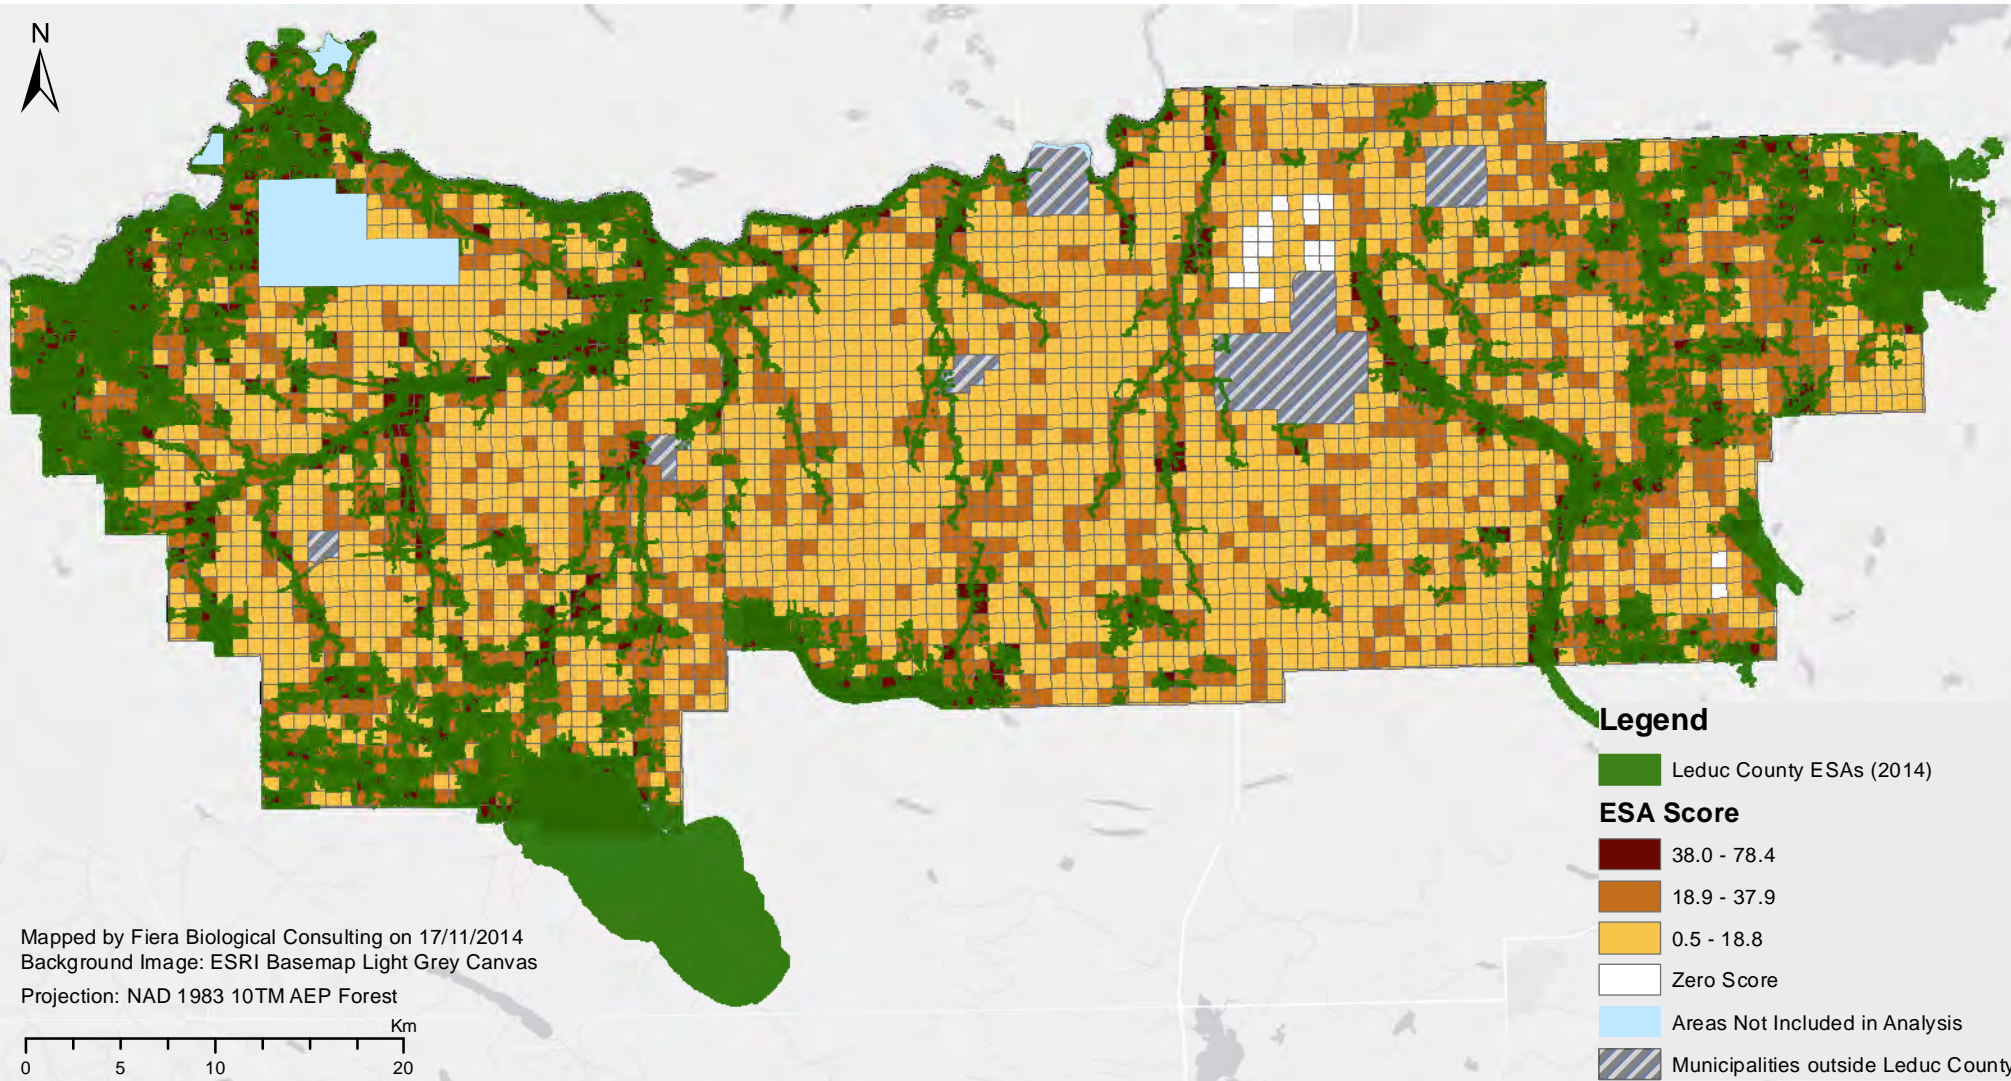 N
Legend
Leduc County ESAs (2014)
ESA Score
38.0 - 78.4
18.9 - 37.9
0.5 - 18.8
Zero Score
Areas Not Included in Analysis
Municipalities outside Leduc County
Mapped by Fiera Biological Consulting on 17/11/2014
Background Image: ESRI Basemap Light Grey Canvas
Projection: NAD 1983 10TM AEP Forest
Km
0 5 10 20